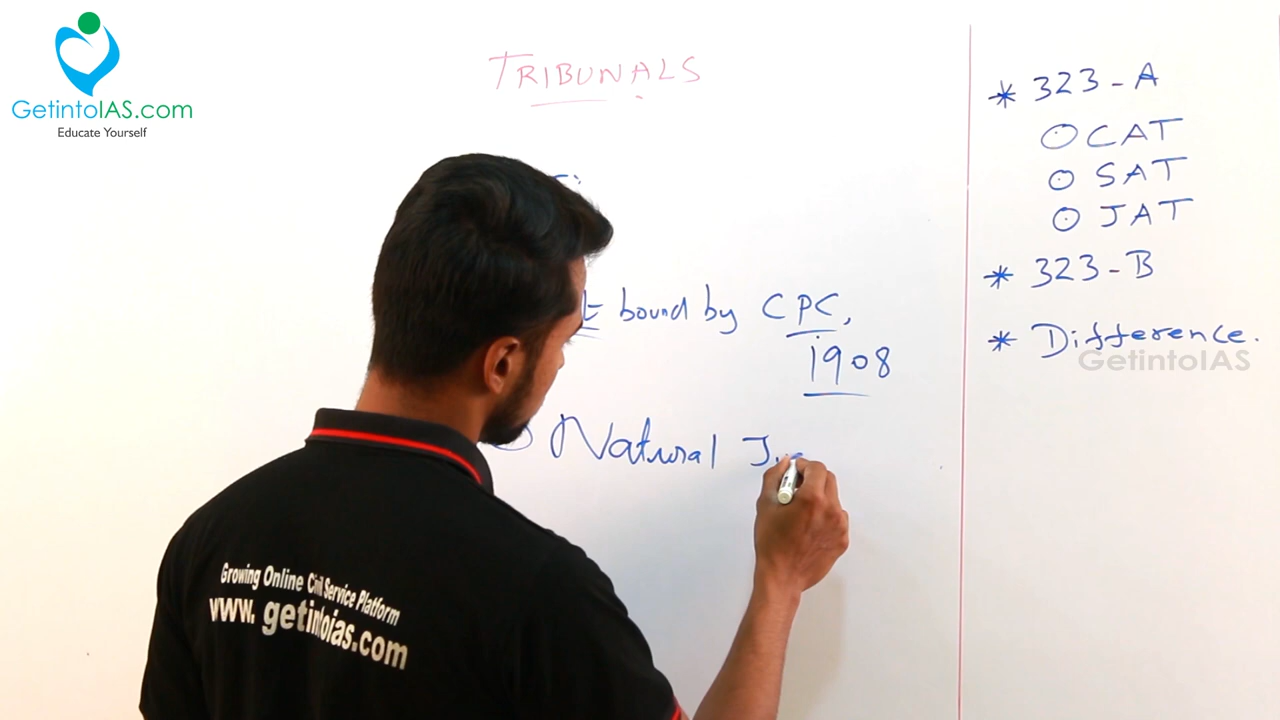 GetintoIAS.com
Educate Yourself
TRIBUNALS
bound by CPC,
1908
Natural
* 323-A
CAT
SAT
JAT
* 323-B
* Difference.
GetintoIAS
Growing Online Civil Service Platform
www.getintoias.com